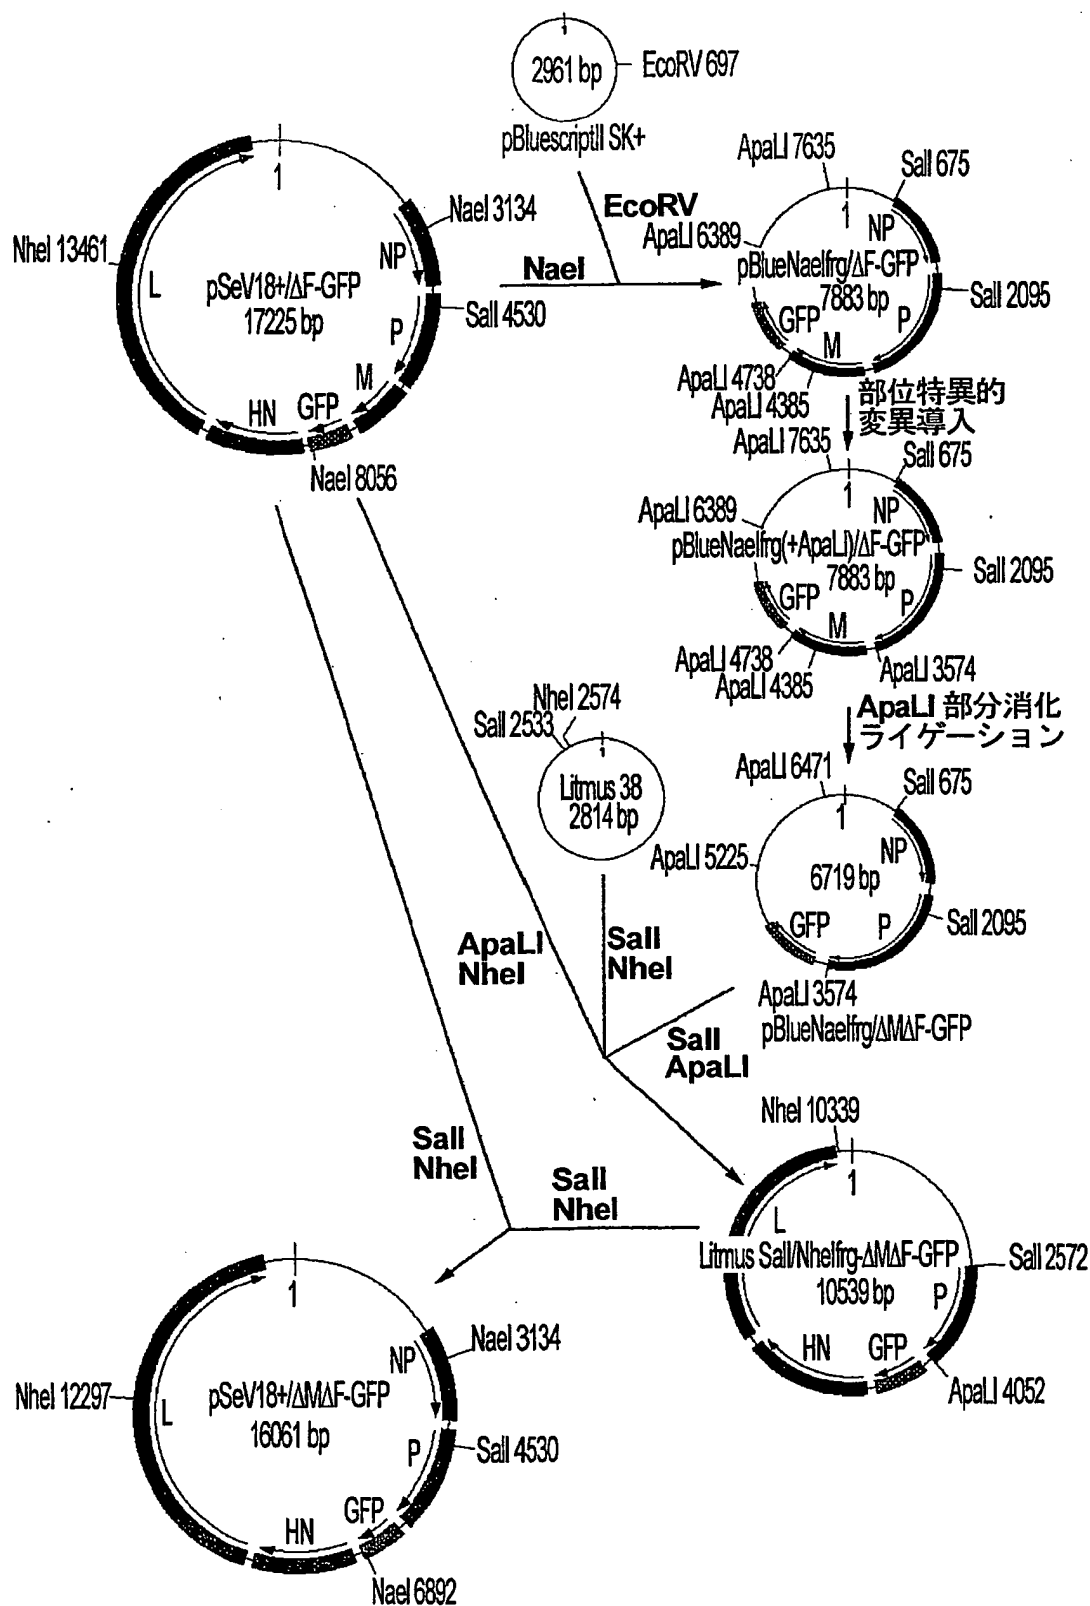 1
2961 bp
EcoRV 697
pBluescriptII SK+
1
NheI 13461
L
pSeV18+/ΔF-GFP
17225 bp
NaeI 3134
NP
SalI 4530
P
M
GFP
HN
NaeI 8056
EcoRV
NaeI
ApaLI 7635
SalI 675
1
NP
ApaLI 6389
pBlueNaeIfrg/ΔF-GFP
7883 bp
SalI 2095
GFP
P
M
ApaLI 4738
ApaLI 4385
部位特異的
変異導入
ApaLI 7635
SalI 675
1
NP
ApaLI 6389
pBlueNaeIfrg(+ApaLI)/ΔF-GFP
7883 bp
SalI 2095
GFP
P
M
ApaLI 4738
ApaLI 4385
ApaLI 3574
ApaLI 部分消化
ライゲーション
NheI 2574
SalI 2533
1
Litmus 38
2814 bp
ApaLI 6471
SalI 675
1
NP
ApaLI 5225
6719 bp
GFP
P
SalI 2095
ApaLI 3574
pBlueNaeIfrg/ΔMΔF-GFP
ApaLI
NheI
SalI
NheI
SalI
ApaLI
SalI
NheI
SalI
NheI
NheI 10339
1
L
Litmus SalI/NheIfrg-ΔMΔF-GFP
10539 bp
SalI 2572
P
HN
GFP
ApaLI 4052
1
NP
NaeI 3134
NheI 12297
L
pSeV18+/ΔMΔF-GFP
16061 bp
P
SalI 4530
GFP
HN
NaeI 6892